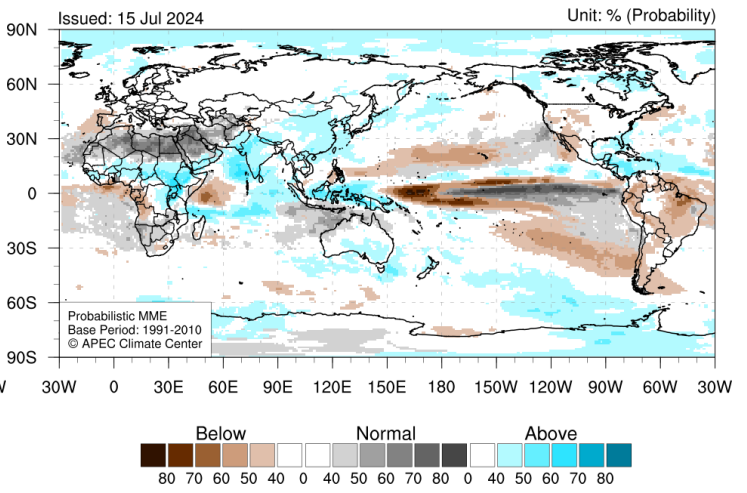 Issued: 15 Jul 2024
Unit: % (Probability)
90N
60N
30N
0
30S
60S
90S
Probabilistic MME
Base Period: 1991-2010
© APEC Climate Center
W 30W 0 30E 60E 90E 120E 150E 180 150W 120W 90W 60W 30W
Below Normal Above
80 70 60 50 40 0 40 50 60 70 80 0 40 50 60 70 80